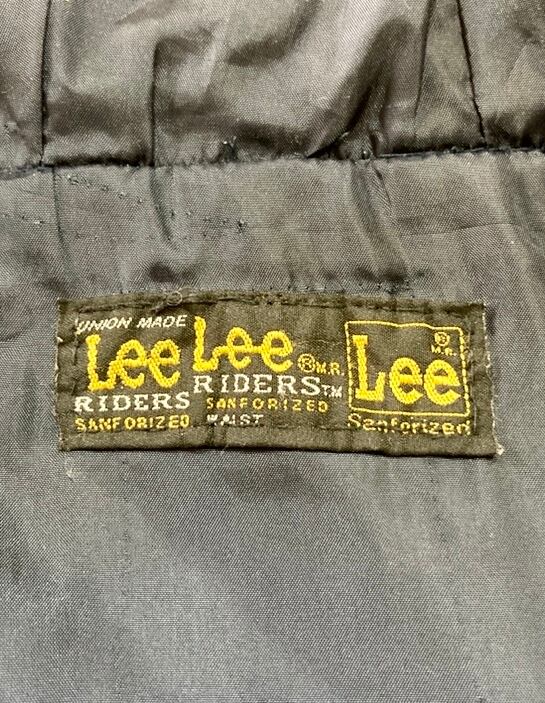 UNION MADE
Lee
RIDERS
SANFORIZED
Lee ® M.R.
RIDERS TM
SANFORIZED
WAIST
® M.R.
Lee
Sanforized